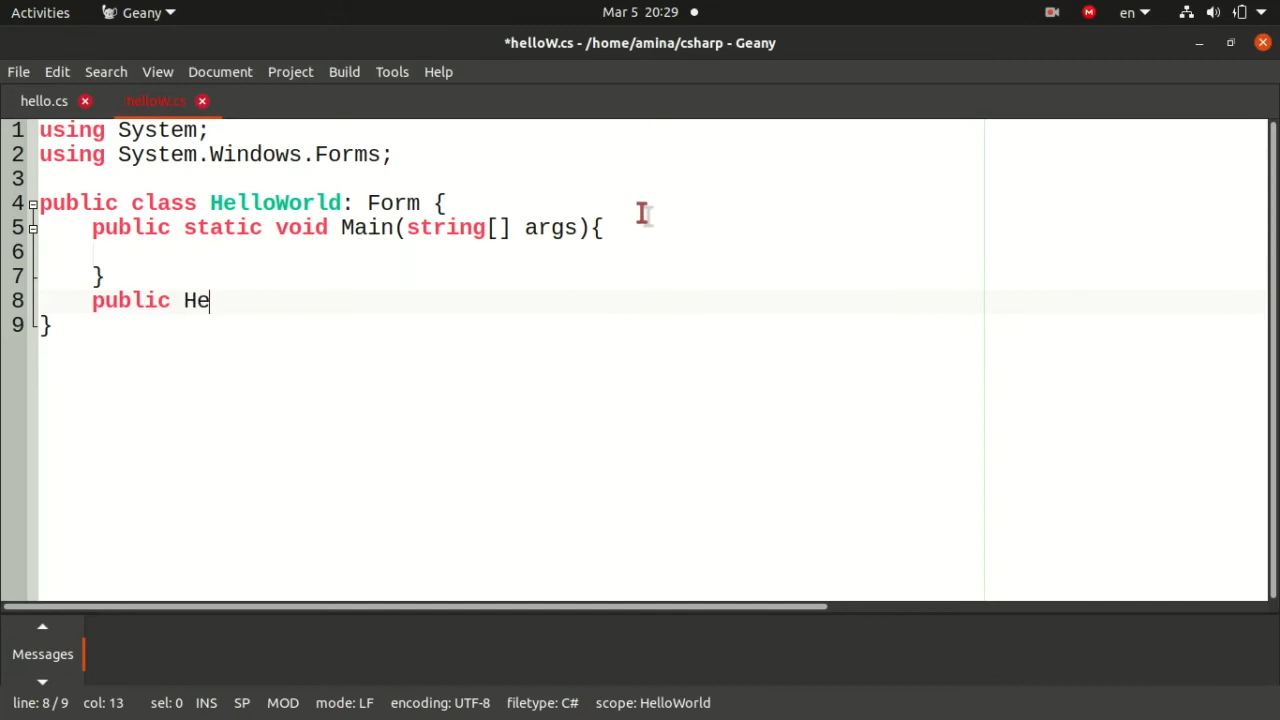 Activities Geany Mar 5 20:29 M en
*helloW.cs - /home/amina/csharp - Geany
File Edit Search View Document Project Build Tools Help
hello.cs helloW.cs
1 using System;
2 using System.Windows.Forms;
3
4 public class HelloWorld: Form {
5 public static void Main(string[] args){
6
7 }
8 public He
9 }
Messages
line: 8 / 9 col: 13 sel: 0 INS SP MOD mode: LF encoding: UTF-8 filetype: C# scope: HelloWorld